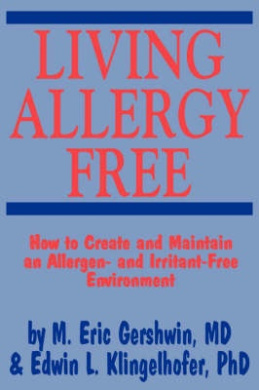 LIVING
ALLERGY
FREE
How to Create and Maintain
an Allergen- and Irritant-Free
Environment
by M. Eric Gershwin, MD
& Edwin L. Klingelhofer, PhD